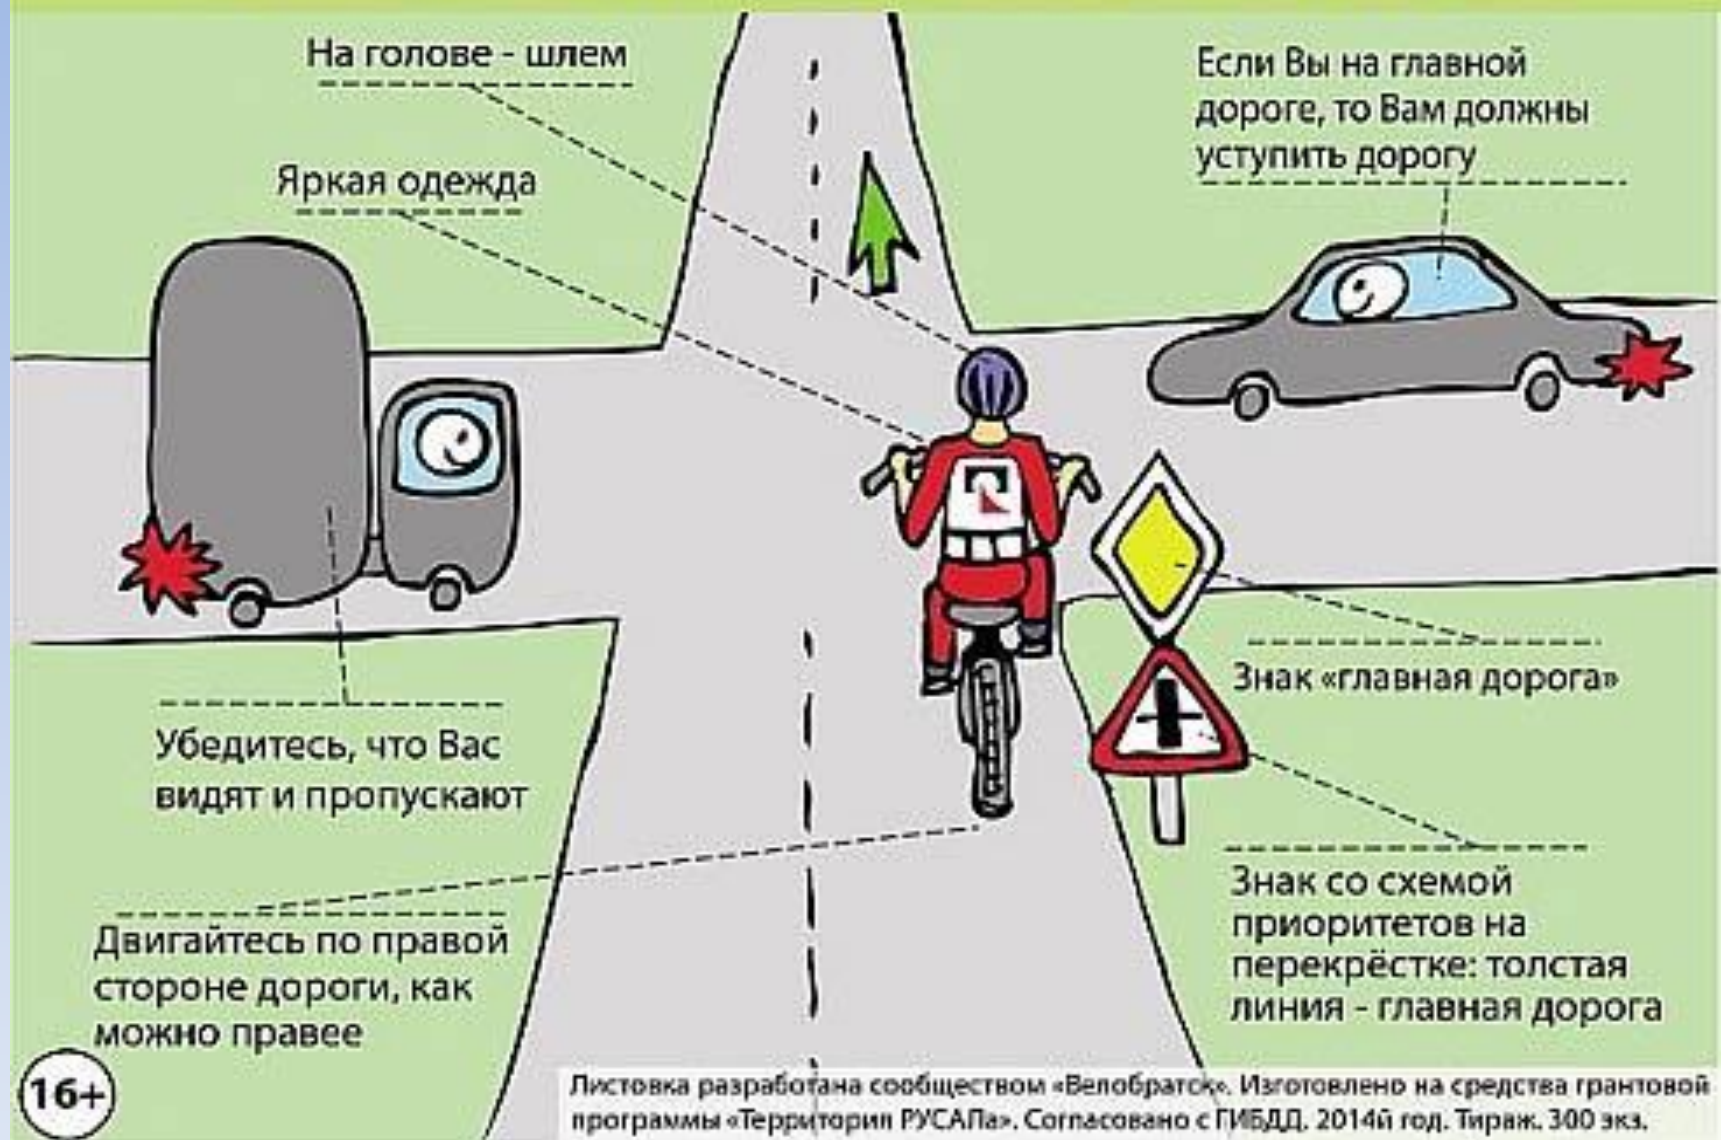 На голове - шлем
Яркая одежда
Если Вы на главной
дороге, то Вам должны
уступить дорогу
Убедитесь, что Вас
видят и пропускают
Знак «главная дорога»
Двигайтесь по правой
стороне дороги, как
можно правее
Знак со схемой
приоритетов на
перекрёстке: толстая
линия - главная дорога
16+
Листовка разработана сообществом «Велобратск». Изготовлено на средства грантовой
программы «Территория РУСАЛа». Согласовано с ГИБДД. 2014й год. Тираж. 300 экз.